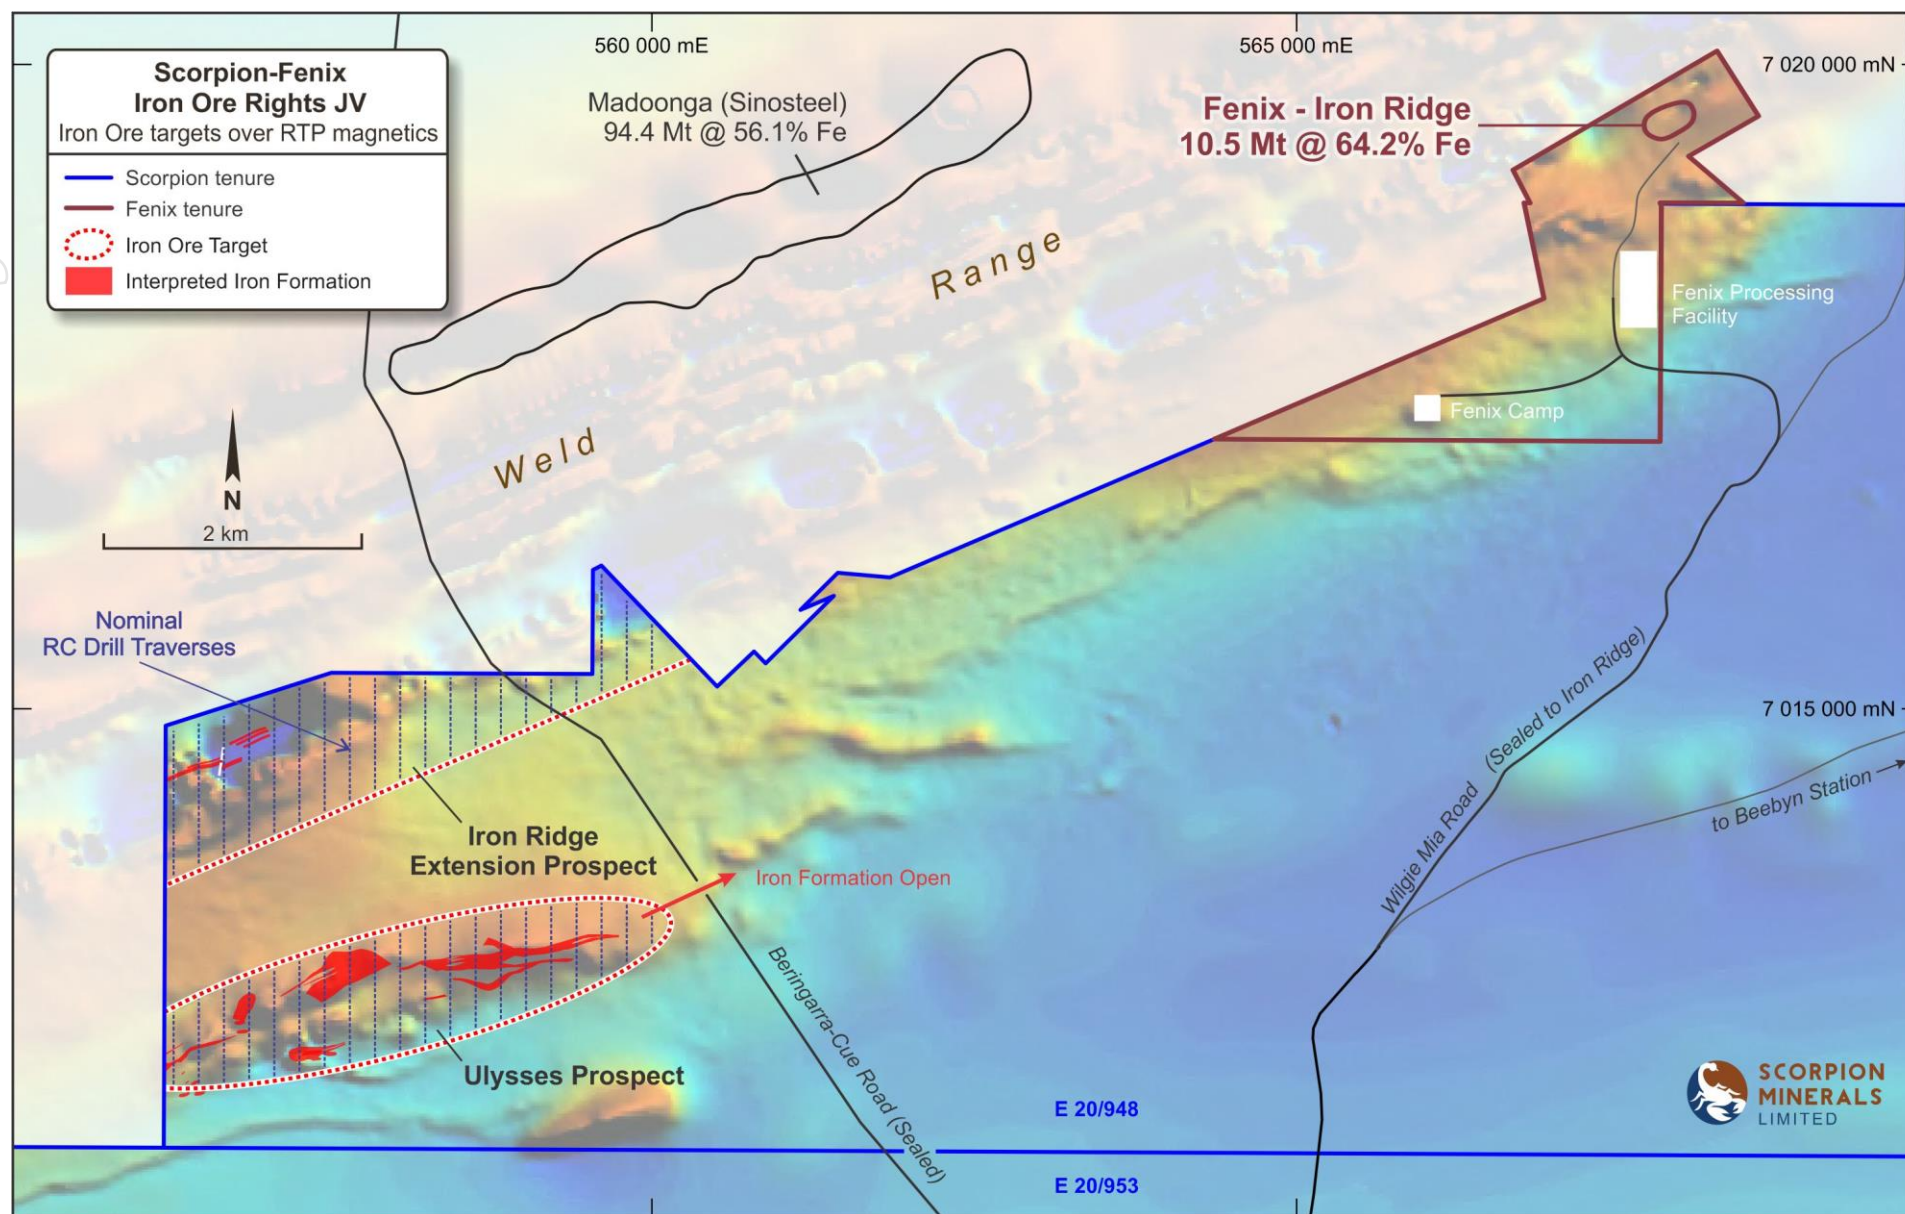 560 000 mE
565 000 mE
7 020 000 mN
Scorpion-Fenix
Iron Ore Rights JV
Iron Ore targets over RTP magnetics
Scorpion tenure
Fenix tenure
Iron Ore Target
Interpreted Iron Formation
Madoonga (Sinosteel)
94.4 Mt @ 56.1% Fe
Fenix - Iron Ridge
10.5 Mt @ 64.2% Fe
Weld Range
Fenix Processing
Facility
Fenix Camp
N
2 km
Nominal
RC Drill Traverses
7 015 000 mN
Wilgie Mia Road (Sealed to Iron Ridge)
to Beebyn Station
Iron Ridge
Extension Prospect
Iron Formation Open
Beringarra-Cue Road (Sealed)
Ulysses Prospect
E 20/948
E 20/953
SCORPION
MINERALS
LIMITED